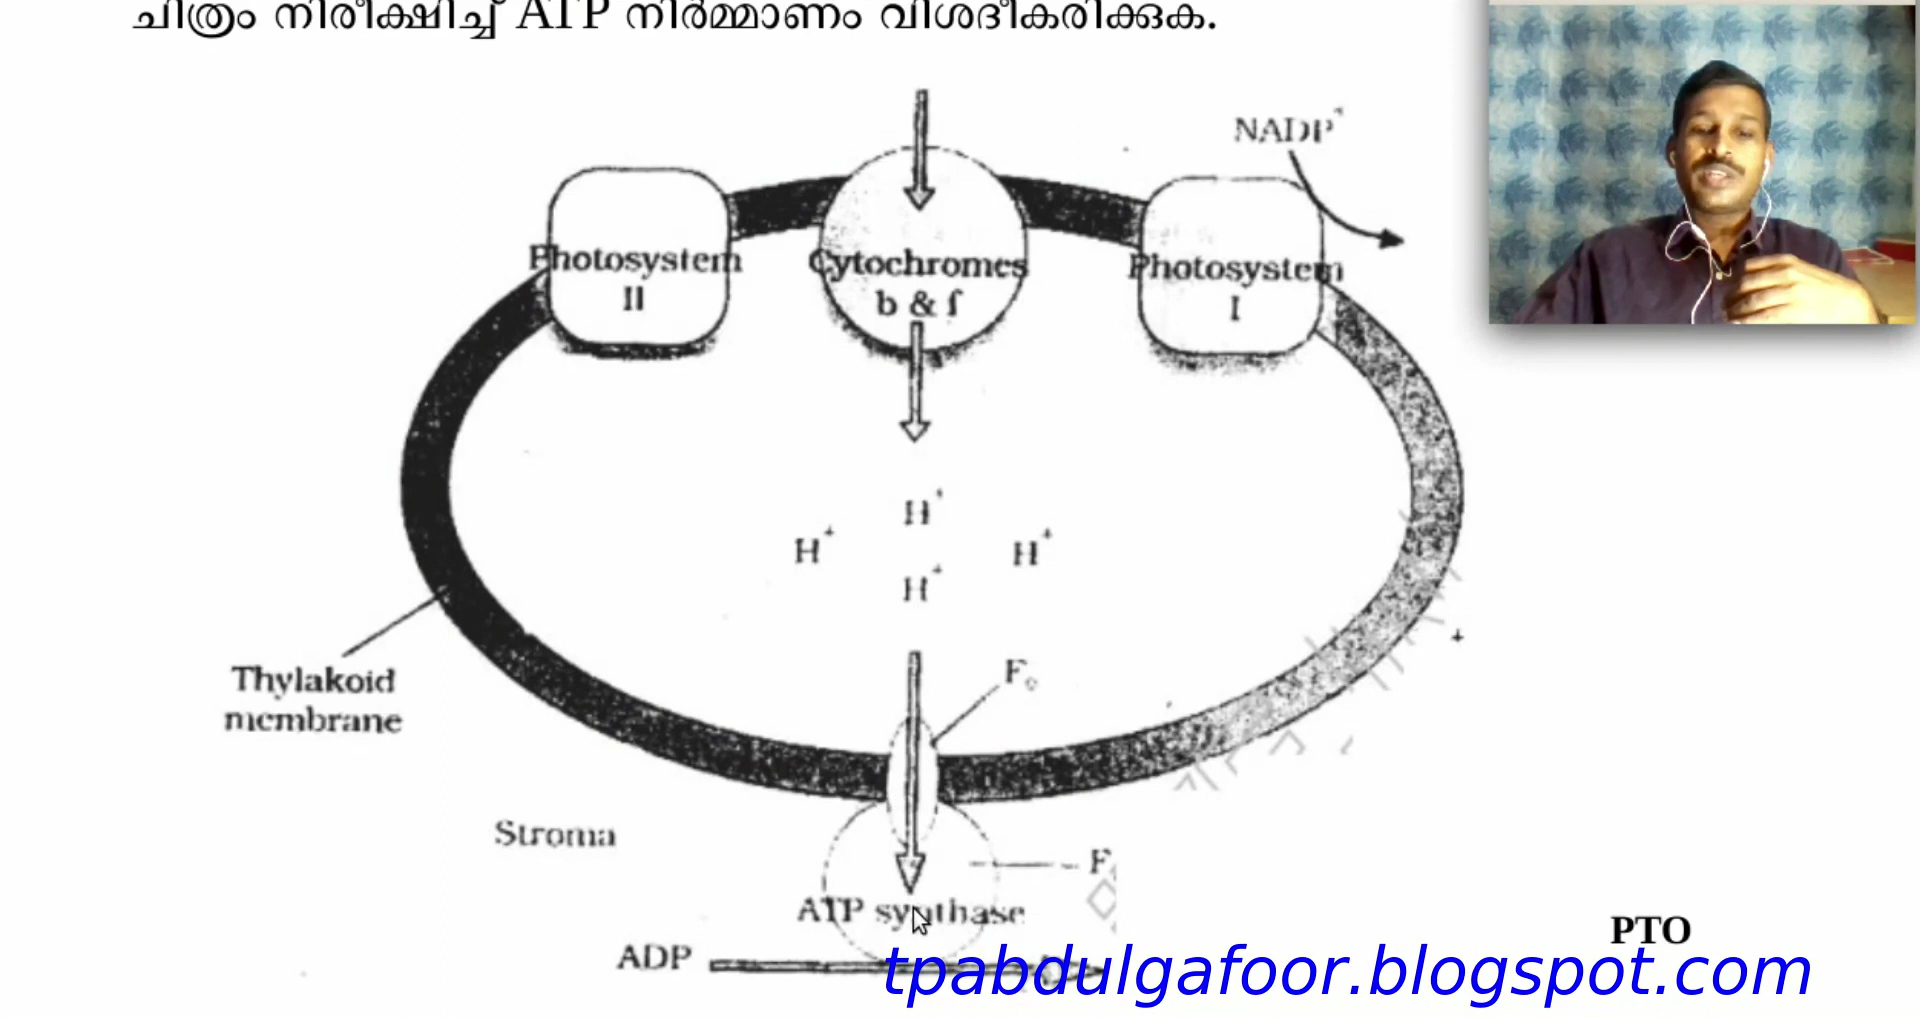 ചിത്രം നിരീക്ഷിച്ച് ATP നിർമ്മാണം വിശദീകരിക്കുക.
NADP⁺
Photosystem
II
Cytochromes
b & f
Photosystem
I
H⁺
H⁺
H⁺
H⁺
F₀
Thylakoid
membrane
Stroma
F
ATP synthase
ADP
PTO
tpabdulgafoor.blogspot.com